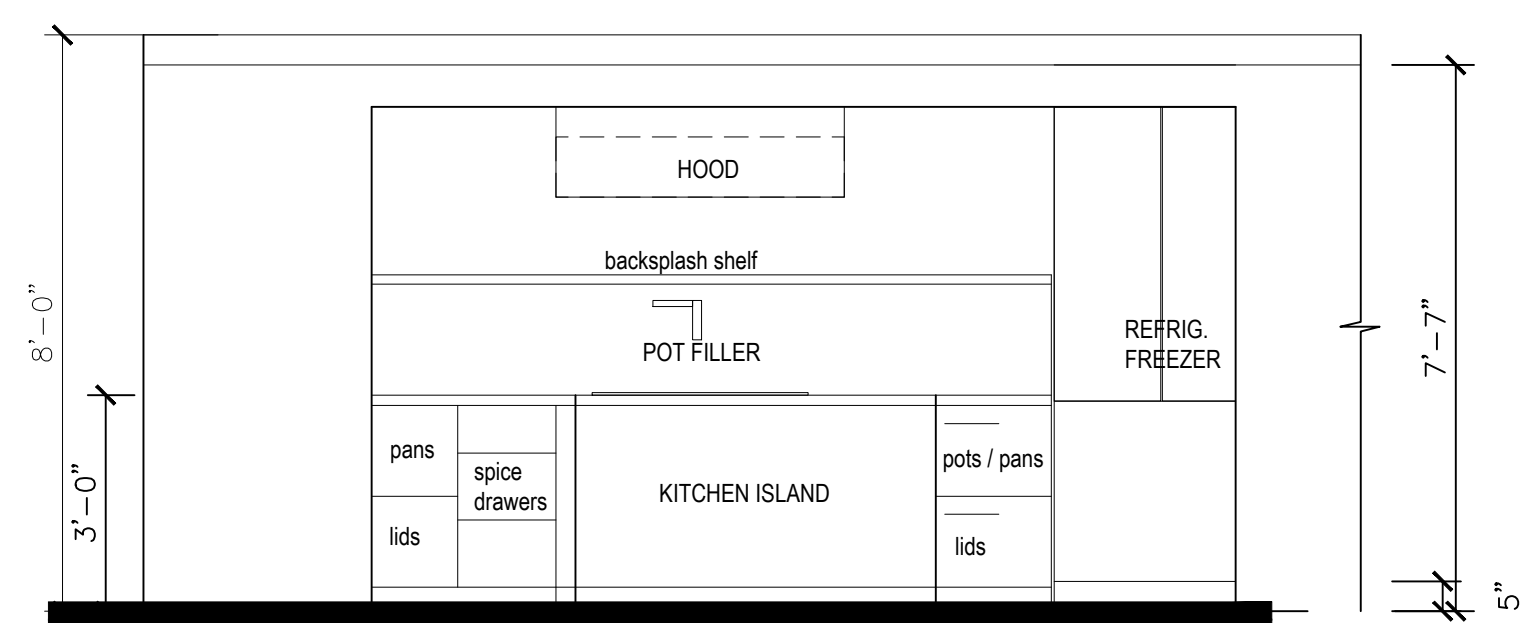 HOOD
backsplash shelf
8'-0"
REFRIG.
FREEZER
7'-7"
POT FILLER
pans
spice
drawers
KITCHEN ISLAND
pots / pans
3'-0"
lids
lids
5"